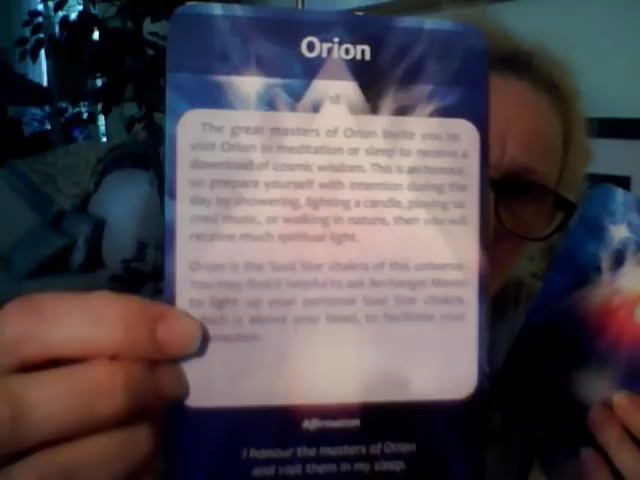 Orion
The great masters of Orion invite you to
visit Orion in meditation or sleep to receive a
download of cosmic wisdom. This is an honour,
so prepare yourself with intention during the
day by showering, lighting a candle, playing sa
cred music, or walking in nature, then you will
receive much spiritual light.
Orion is the Soul Star chakra of this universe.
You may find it helpful to ask Archangel
to light up your personal Soul Star chakra,
which is above your head, to facilitate your
Affirmation
I honour the masters of Orion
and visit them in my sleep.